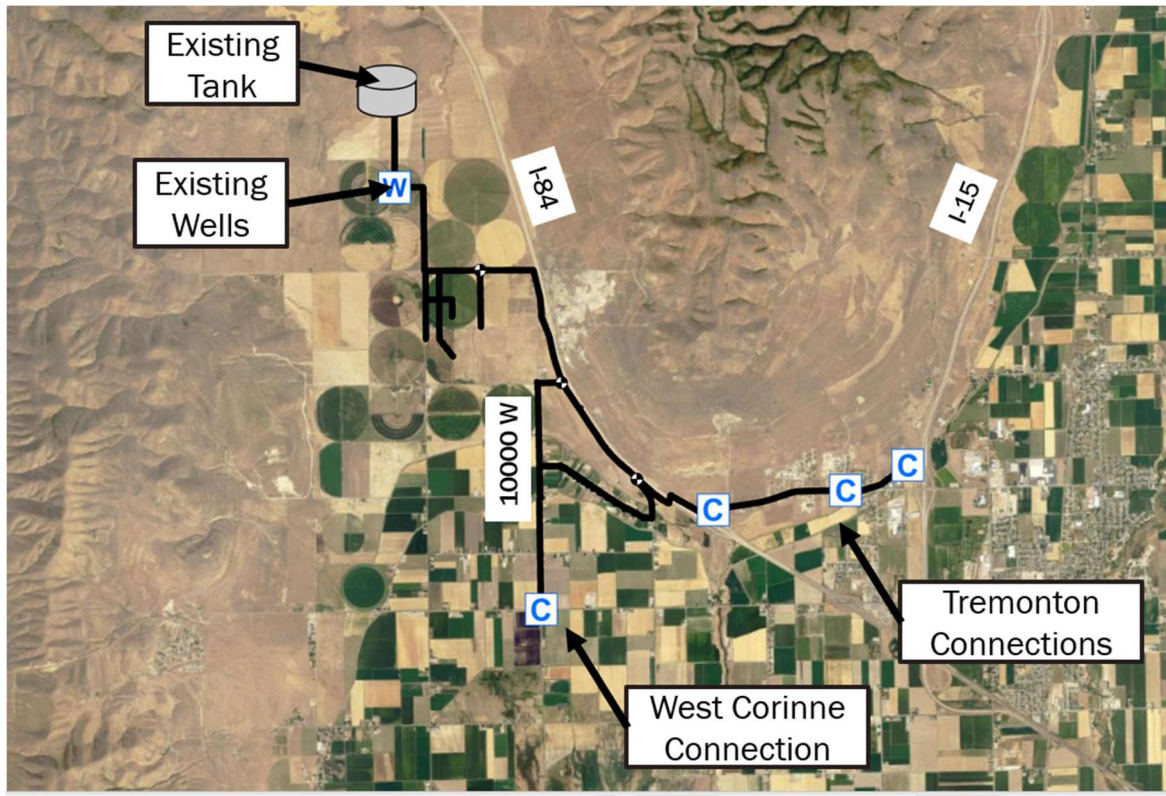 Existing
Tank
W
Existing
Wells
I-84
I-15
10000 W
C
C
C
C
Tremonton
Connections
West Corinne
Connection